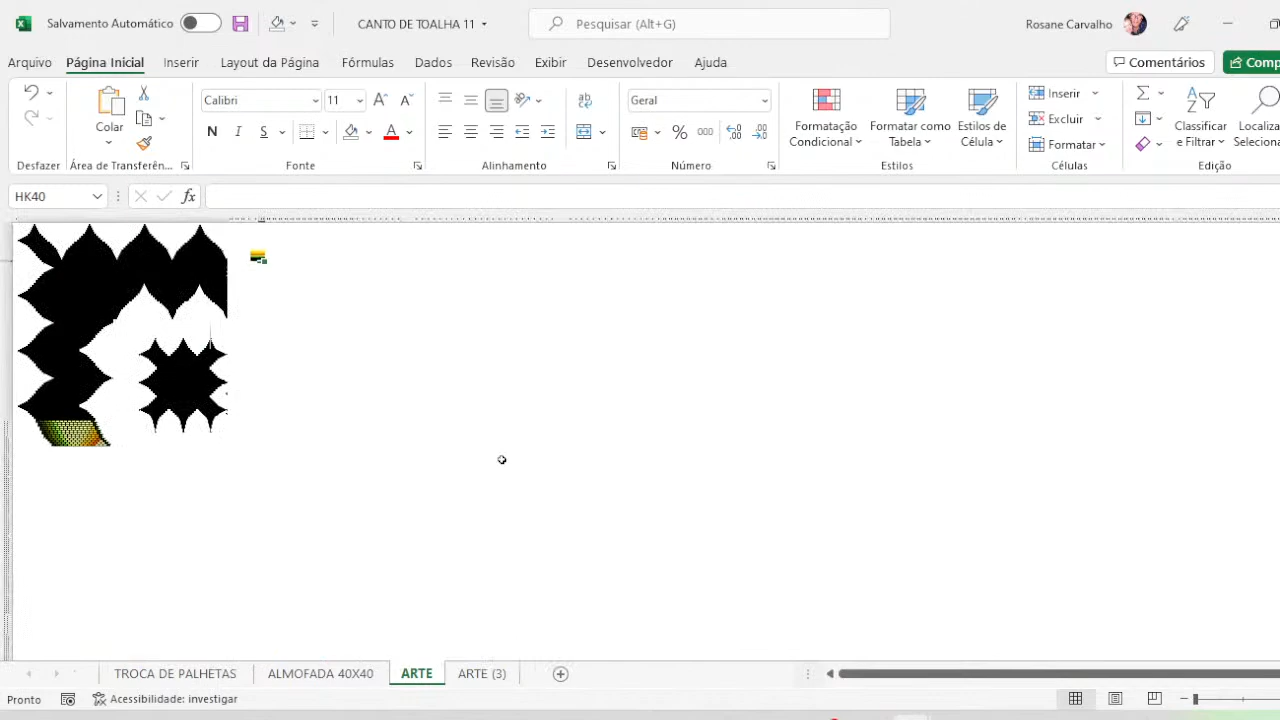 Salvamento Automático
CANTO DE TOALHA 11
Pesquisar (Alt+G)
Rosane Carvalho
Arquivo
Página Inicial
Inserir
Layout da Página
Fórmulas
Dados
Revisão
Exibir
Desenvolvedor
Ajuda
Comentários
Comp
Colar
Calibri
11
N I S
ab
Geral
% 000
Formatação Condicional
Formatar como Tabela
Estilos de Célula
Inserir
Excluir
Formatar
Classificar e Filtrar
Localiza
Seleciona
Desfazer
Área de Transferên...
Fonte
Alinhamento
Número
Estilos
Células
Edição
HK40
fx
TROCA DE PALHETAS
ALMOFADA 40X40
ARTE
ARTE (3)
Pronto
Acessibilidade: investigar